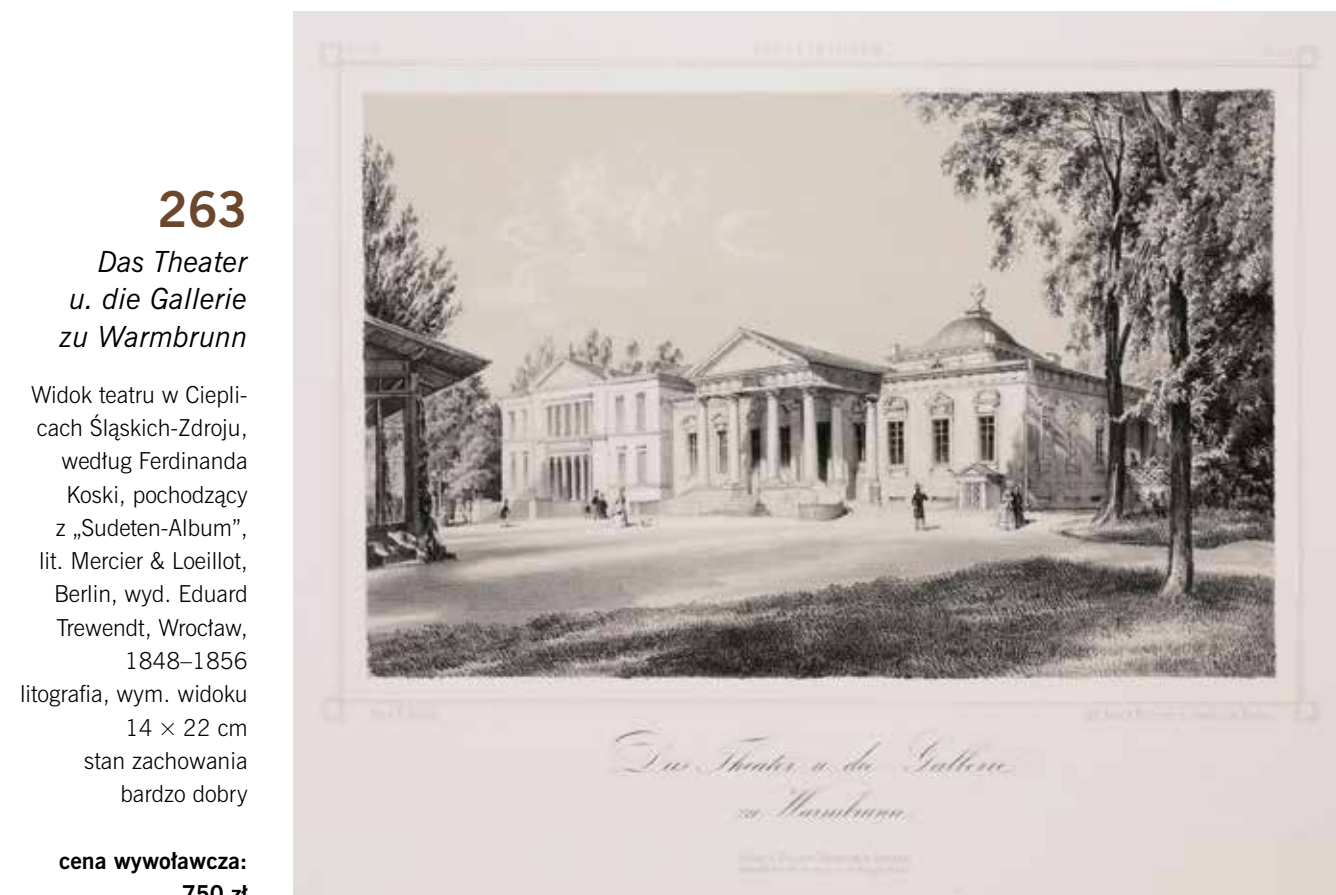 263
Das Theater
u. die Gallerie
zu Warmbrunn
Widok teatru w Ciepli-
cach Śląskich-Zdroju,
według Ferdinanda
Koski, pochodzący
z „Sudeten-Album”,
lit. Mercier & Loeillot,
Berlin, wyd. Eduard
Trewendt, Wrocław,
1848–1856
litografia, wym. widoku
14 × 22 cm
stan zachowania
bardzo dobry
cena wywoławcza:
750 zł
Das Theater u. die Gallerie
zu Warmbrunn.